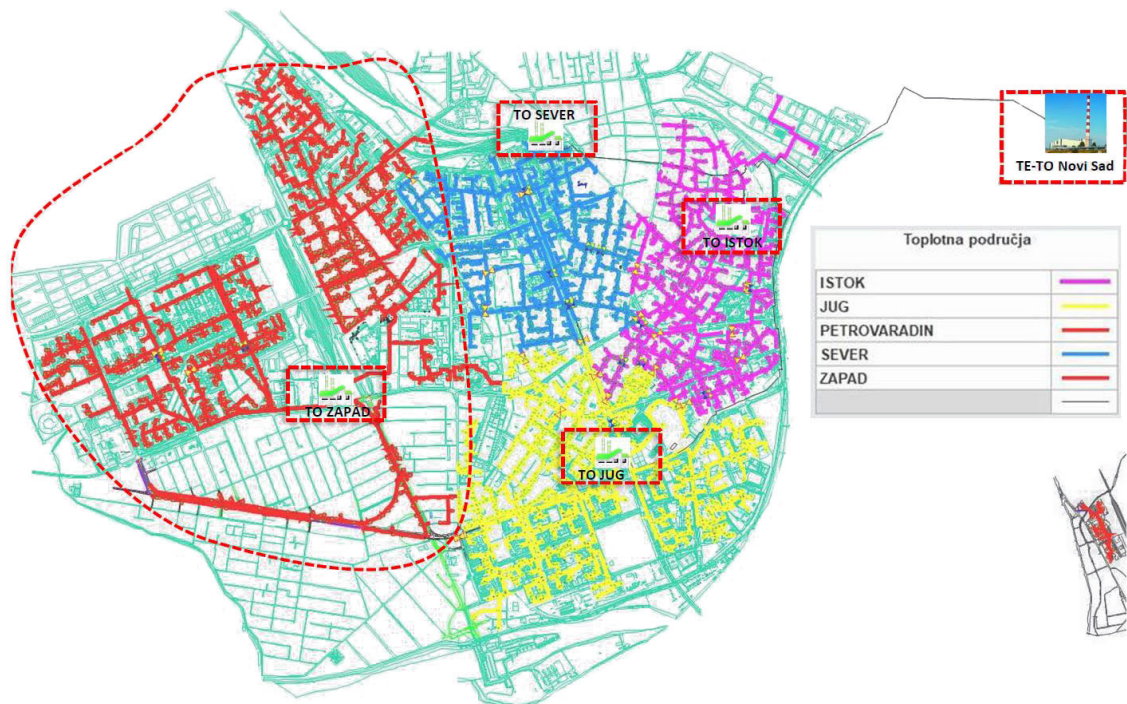 TO SEVER
TE-TO Novi Sad
TO ISTOK
Toplotna područja
ISTOK
JUG
PETROVARADIN
SEVER
ZAPAD
TO ZAPAD
TO JUG